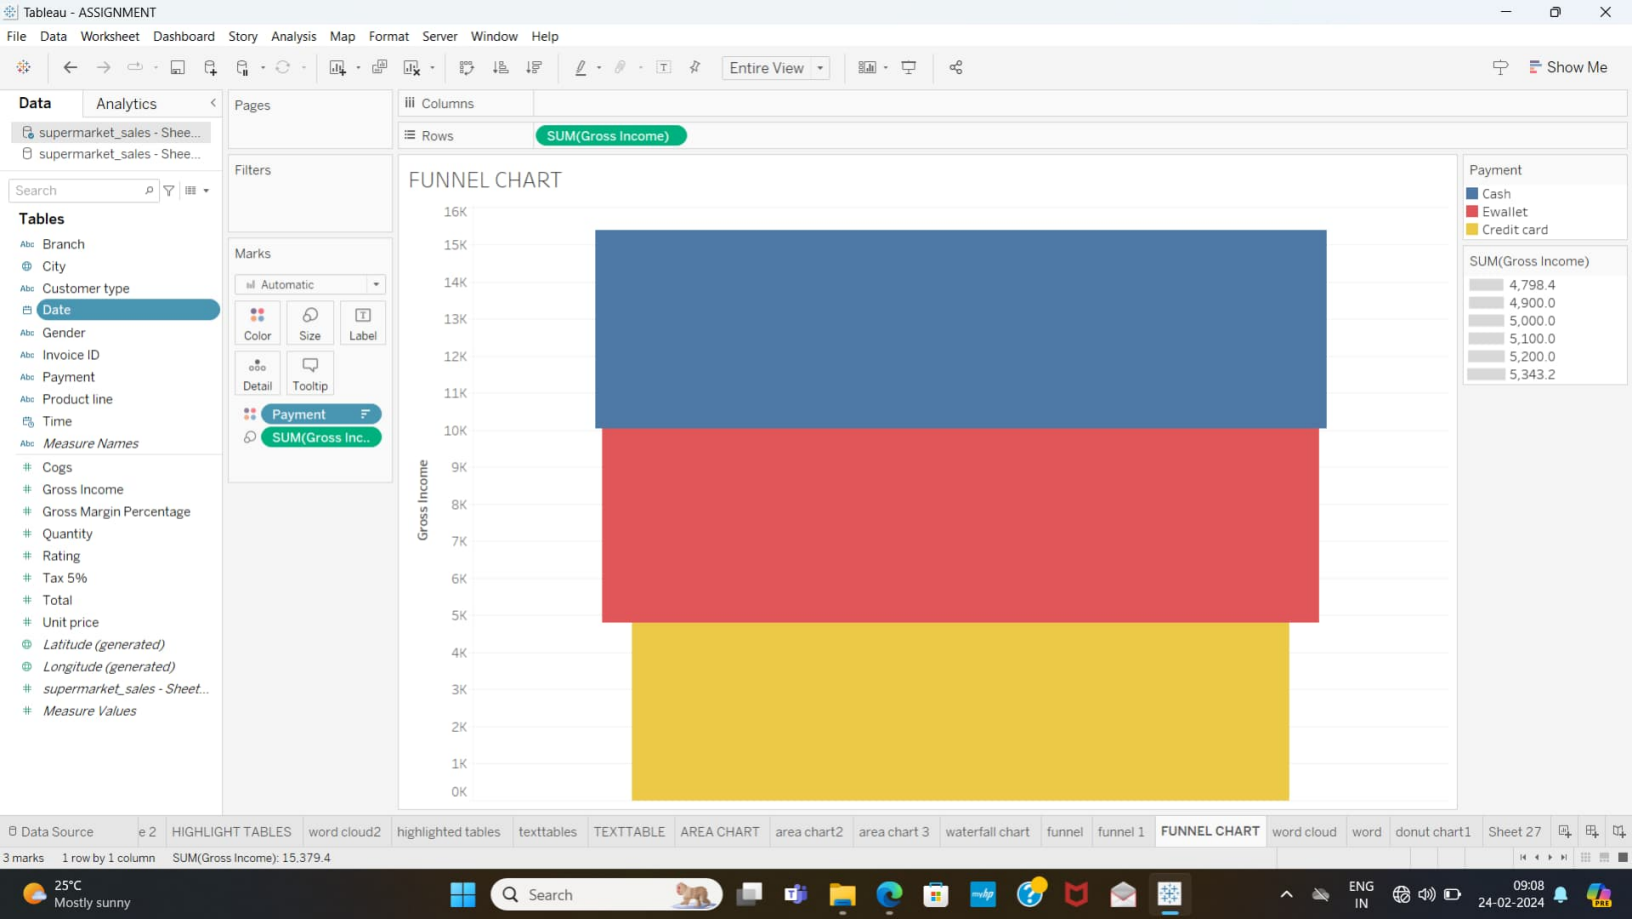 Tableau - ASSIGNMENT
File Data Worksheet Dashboard Story Analysis Map Format Server Window Help
Entire View
Show Me
Data Analytics
supermarket_sales - Shee...
supermarket_sales - Shee...
Search
Tables
Abc Branch
City
Abc Customer type
Date
Abc Gender
Abc Invoice ID
Abc Payment
Abc Product line
Time
Abc Measure Names
# Cogs
# Gross Income
# Gross Margin Percentage
# Quantity
# Rating
# Tax 5%
# Total
# Unit price
Latitude (generated)
Longitude (generated)
# supermarket_sales - Sheet...
# Measure Values
Pages
Filters
Marks
Automatic
Color Size Label
Detail Tooltip
Payment
SUM(Gross Inc..
Columns
Rows SUM(Gross Income)
FUNNEL CHART
16K
15K
14K
13K
12K
11K
10K
9K
8K
7K
6K
5K
4K
3K
2K
1K
0K
Gross Income
Payment
Cash
Ewallet
Credit card
SUM(Gross Income)
4,798.4
4,900.0
5,000.0
5,100.0
5,200.0
5,343.2
Data Source e 2 HIGHLIGHT TABLES word cloud2 highlighted tables texttables TEXTTABLE AREA CHART area chart2 area chart 3 waterfall chart funnel funnel 1 FUNNEL CHART word cloud word donut chart1 Sheet 27
3 marks 1 row by 1 column SUM(Gross Income): 15,379.4
25°C
Mostly sunny
Search
ENG
IN
09:08
24-02-2024
PRE